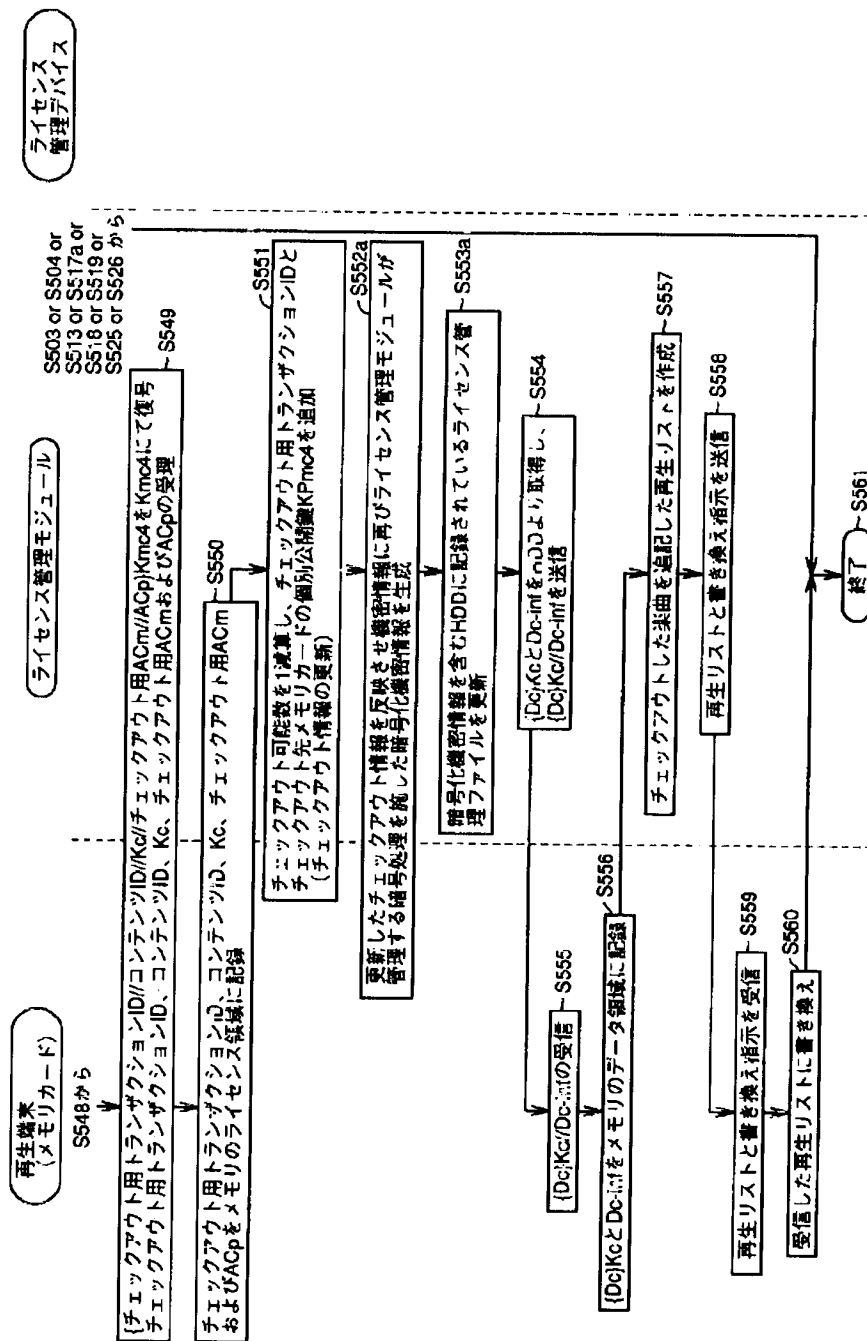 再生端末
(メモリカード)
ライセンス管理モジュール
ライセンス
管理デバイス
S548から
S503 or S504 or
S513 or S517a or
S518 or S519 or
S525 or S526 から
{チェックアウト用トランザクションID//コンテンツID//Kc//チェックアウト用ACm//ACp}Kmc4をKmc4にて復号
チェックアウト用トランザクションID、コンテンツID、Kc、チェックアウト用ACmおよびACpの受理
S549
チェックアウト用トランザクションID、コンテンツID、Kc、チェックアウト用ACm
およびACpをメモリのライセンス領域に記録
S550
チェックアウト可能数を1減算し、チェックアウト用トランザクションIDと
チェックアウト先メモリカードの個別公開鍵KPmc4を追加
(チェックアウト情報の更新)
S551
更新したチェックアウト情報を反映させ機密情報に再びライセンス管理モジュールが
管理する暗号処理を施した暗号化機密情報を生成
S552a
暗号化機密情報を含むHDDに記録されているライセンス管
理ファイルを更新
S553a
{Dc}KcとDc-infをHDDより取得し、
{Dc}Kc//Dc-infを送信
S554
{Dc}Kc//Dc-infの受信
S555
{Dc}KcとDc-infをメモリのデータ領域に記録
S556
チェックアウトした楽曲を追記した再生リストを作成
S557
再生リストと書き換え指示を送信
S558
再生リストと書き換え指示を受信
S559
受信した再生リストに書き換え
S560
終了
S561